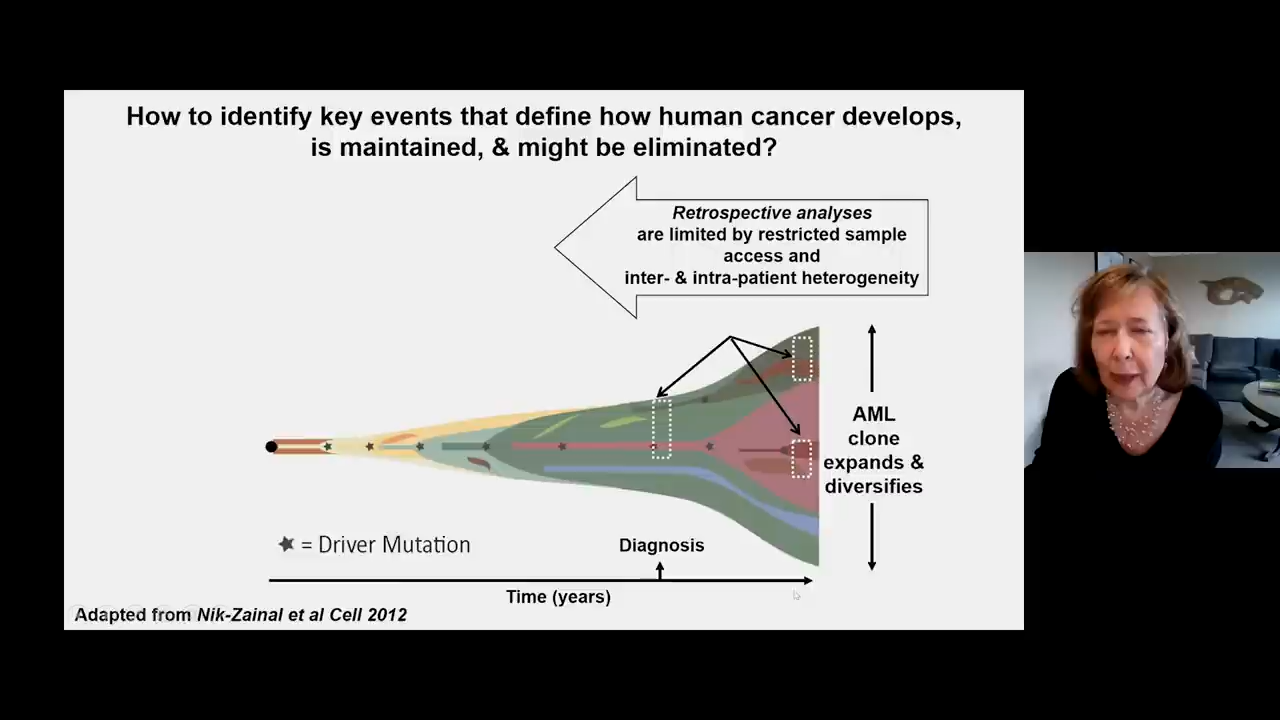 How to identify key events that define how human cancer develops,
is maintained, & might be eliminated?
Retrospective analyses
are limited by restricted sample
access and
inter- & intra-patient heterogeneity
AML
clone
expands &
diversifies
★ = Driver Mutation
Diagnosis
Time (years)
Adapted from Nik-Zainal et al Cell 2012